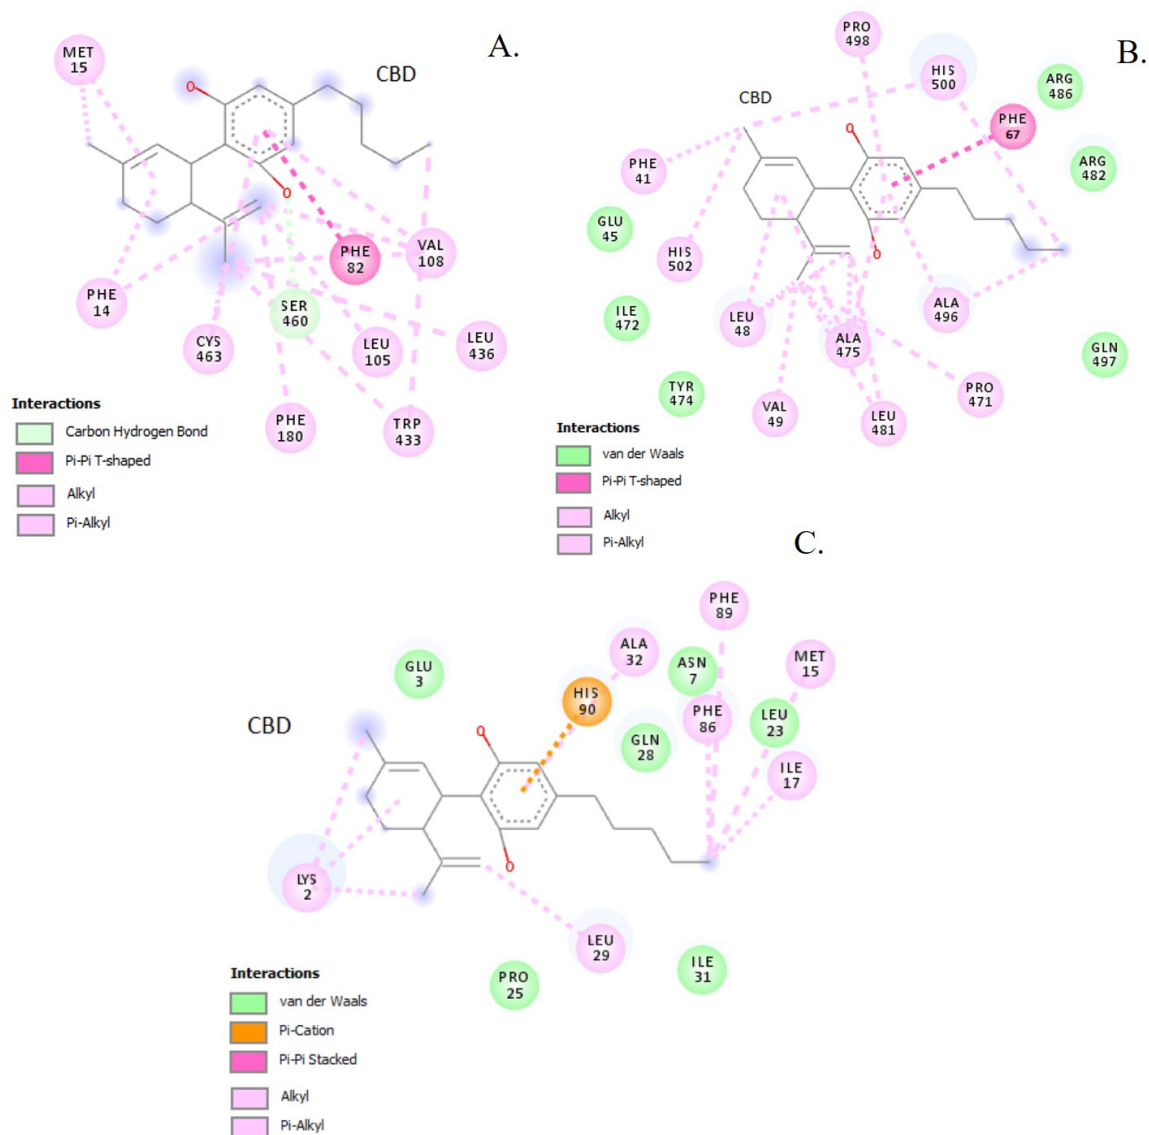 A.
CBD
MET
15
O
O
PHE
14
CYS
463
SER
460
PHE
82
VAL
108
PHE
180
LEU
105
TRP
433
LEU
436
Interactions
Carbon Hydrogen Bond
Pi-Pi T-shaped
Alkyl
Pi-Alkyl
B.
CBD
PRO
498
HIS
500
ARG
486
PHE
67
ARG
482
PHE
41
O
O
GLU
45
HIS
502
ILE
472
LEU
48
ALA
475
ALA
496
GLN
497
TYR
474
VAL
49
LEU
481
PRO
471
Interactions
van der Waals
Pi-Pi T-shaped
Alkyl
Pi-Alkyl
C.
CBD
GLU
3
ALA
32
PHE
89
ASN
7
MET
15
HIS
90
PHE
86
LEU
23
GLN
28
ILE
17
O
O
LYS
2
LEU
29
PRO
25
ILE
31
Interactions
van der Waals
Pi-Cation
Pi-Pi Stacked
Alkyl
Pi-Alkyl